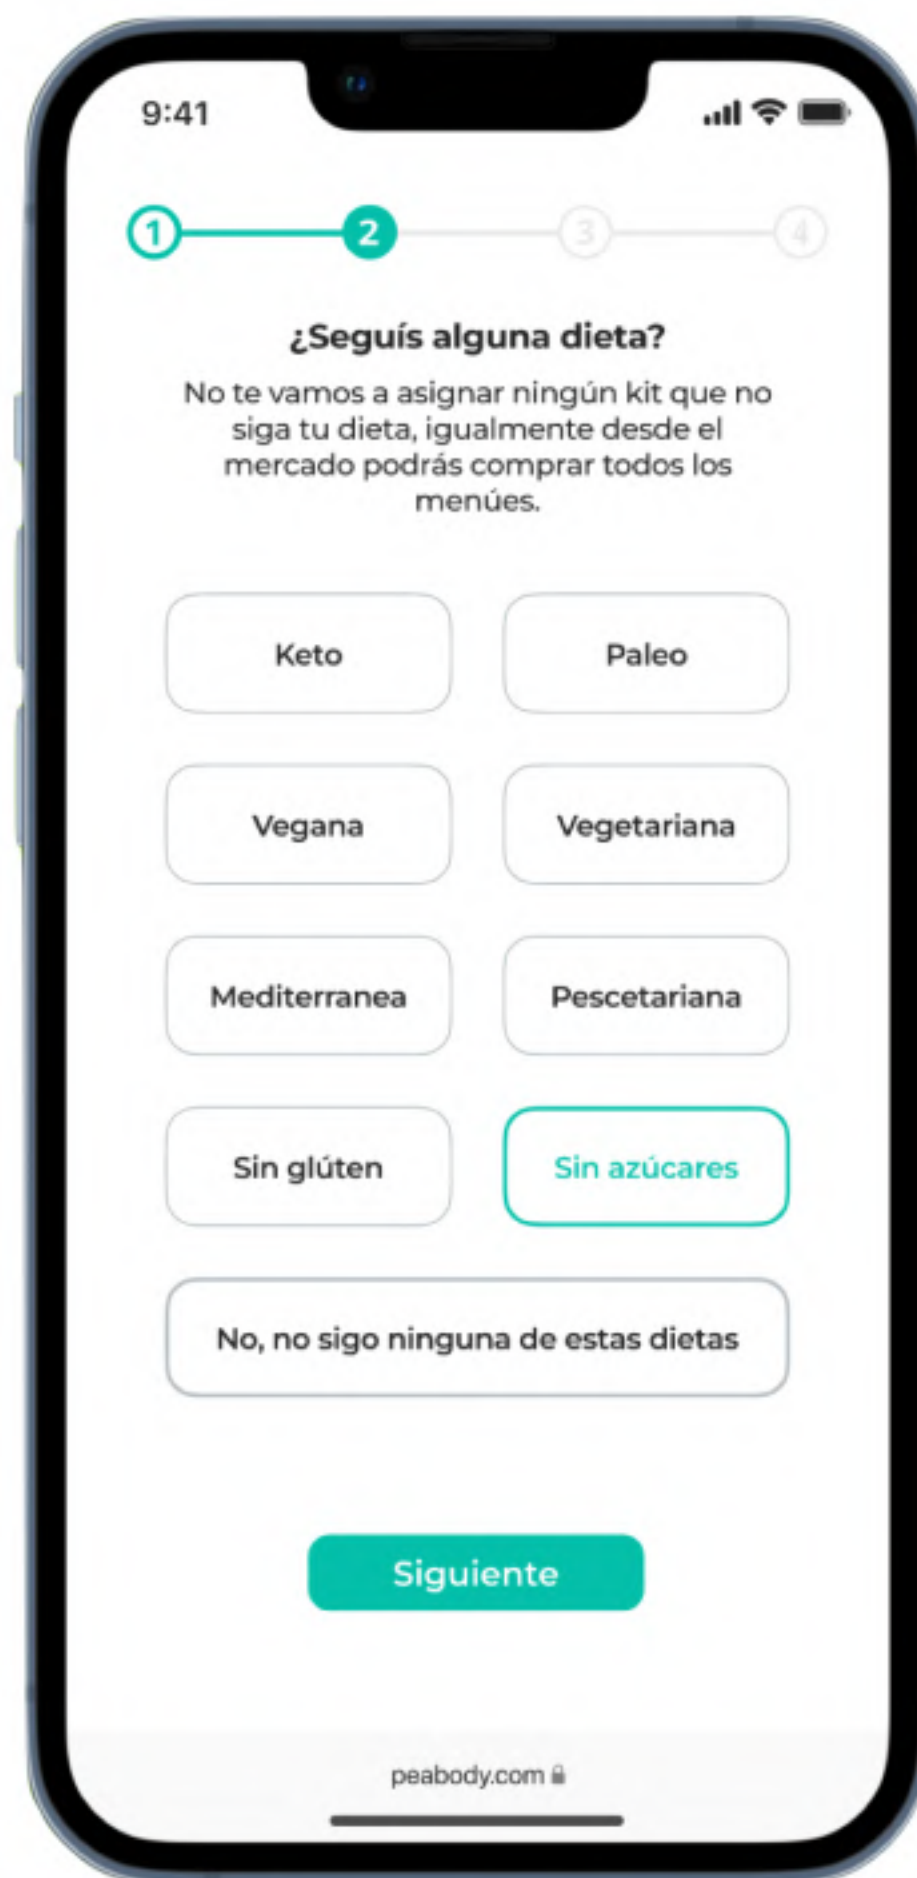 9:41
1 2 3 4
¿Seguís alguna dieta?
No te vamos a asignar ningún kit que no
siga tu dieta, igualmente desde el
mercado podrás comprar todos los
menúes.
Keto Paleo
Vegana Vegetariana
Mediterranea Pescetariana
Sin glúten Sin azúcares
No, no sigo ninguna de estas dietas
Siguiente
peabody.com